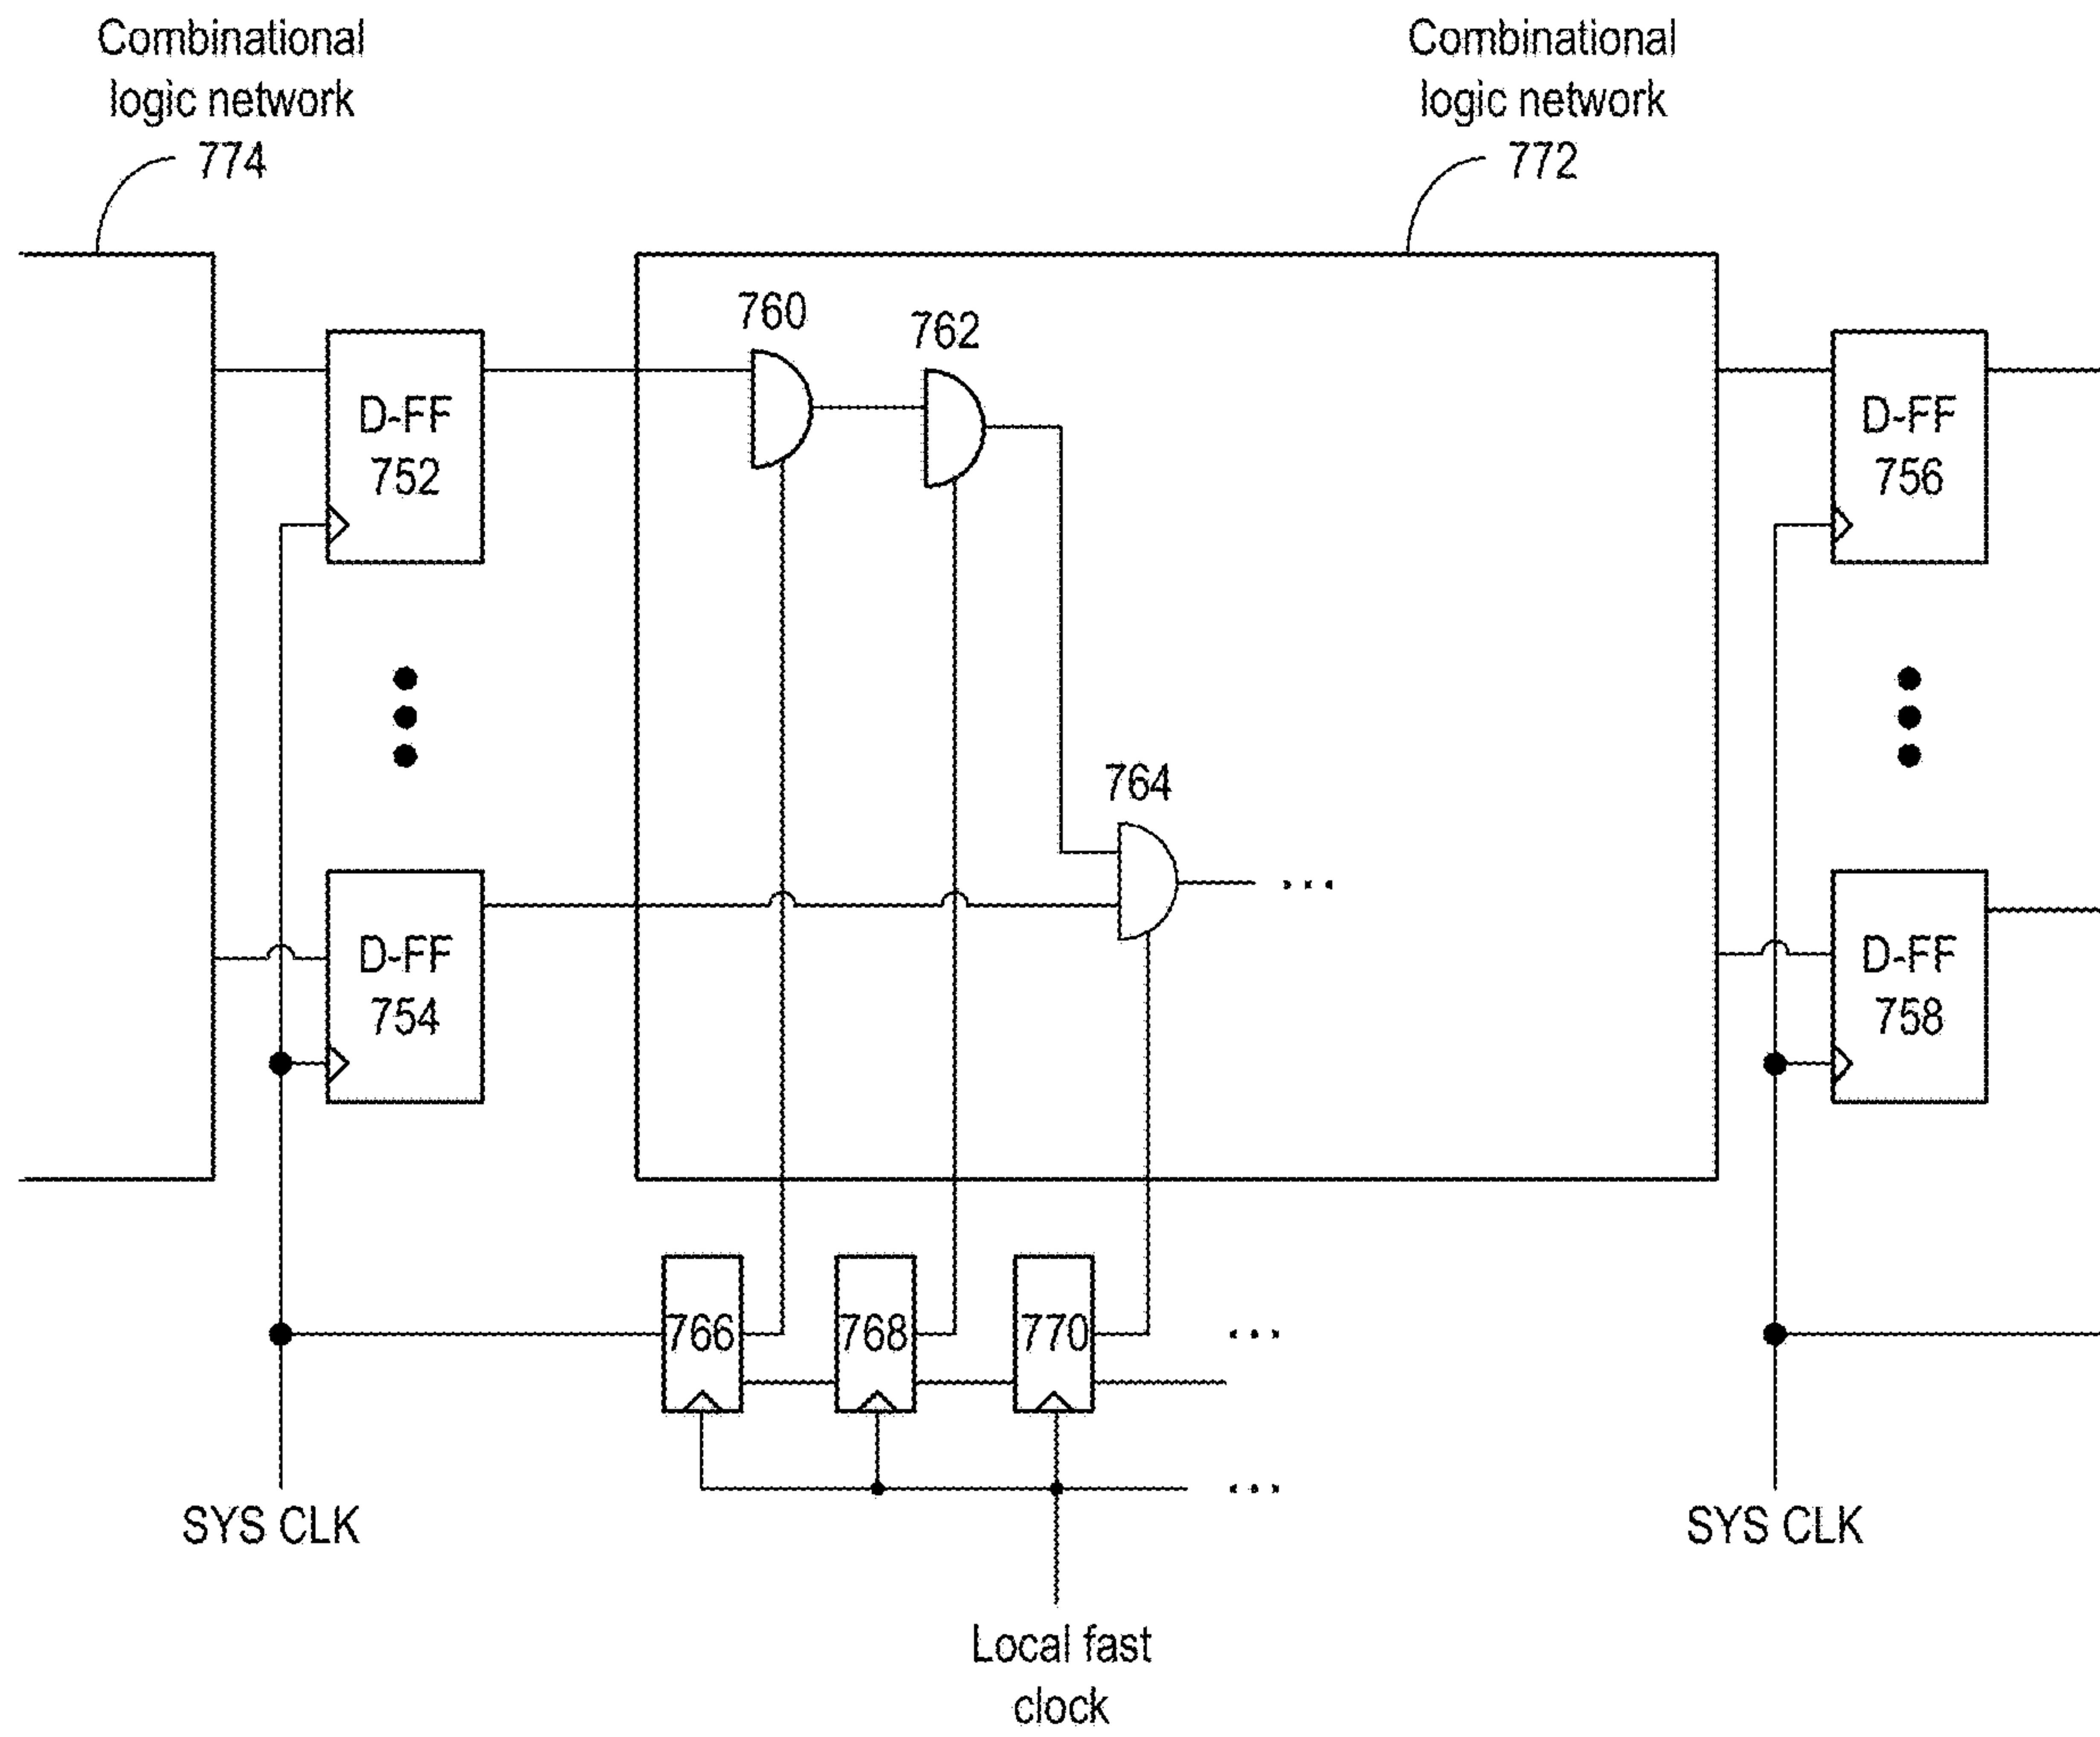 Combinational
logic network
774
Combinational
logic network
772
760
762
D-FF
752
D-FF
756
764
D-FF
754
D-FF
758
766
768
770
SYS CLK
SYS CLK
Local fast
clock